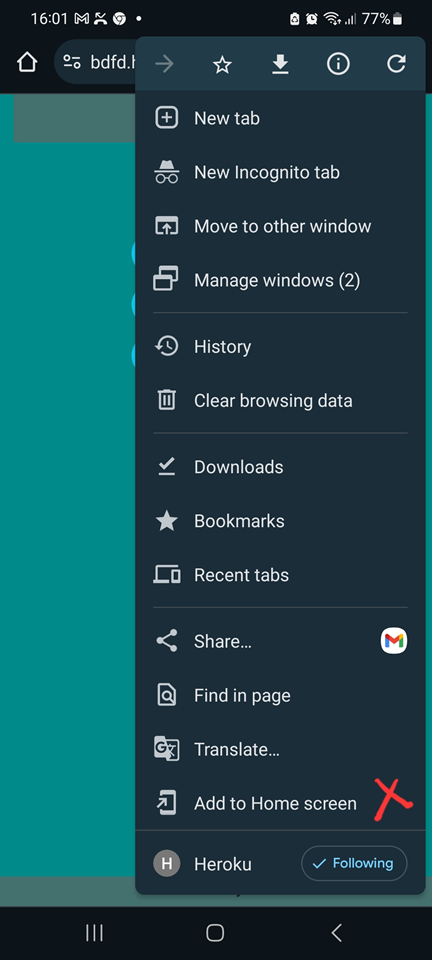 16:01 77%
bdfd.h
New tab
New Incognito tab
Move to other window
Manage windows (2)
History
Clear browsing data
Downloads
Bookmarks
Recent tabs
Share...
Find in page
Translate...
Add to Home screen
H Heroku Following